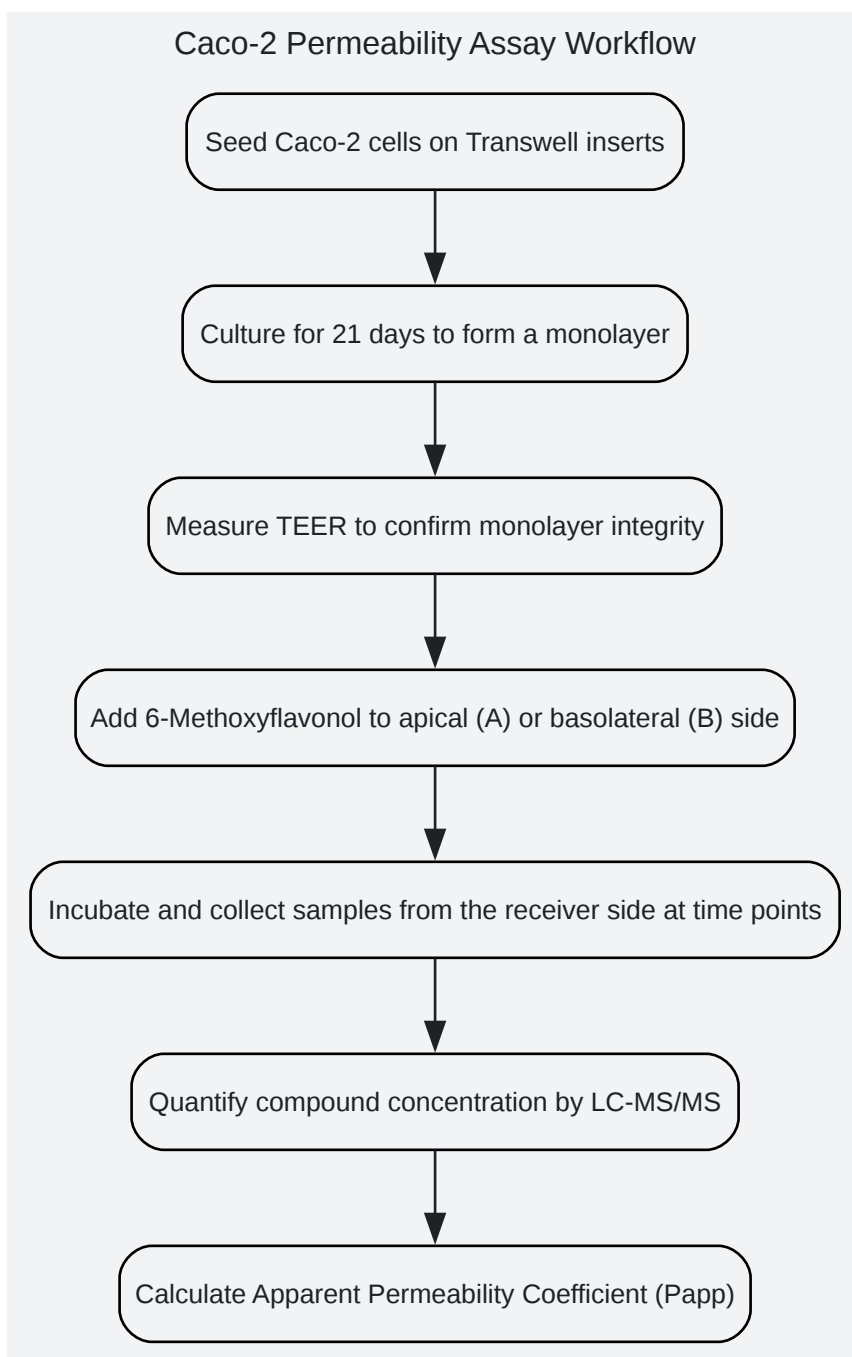 Caco-2 Permeability Assay Workflow
Seed Caco-2 cells on Transwell inserts
Culture for 21 days to form a monolayer
Measure TEER to confirm monolayer integrity
Add 6-Methoxyflavonol to apical (A) or basolateral (B) side
Incubate and collect samples from the receiver side at time points
Quantify compound concentration by LC-MS/MS
Calculate Apparent Permeability Coefficient (Papp)